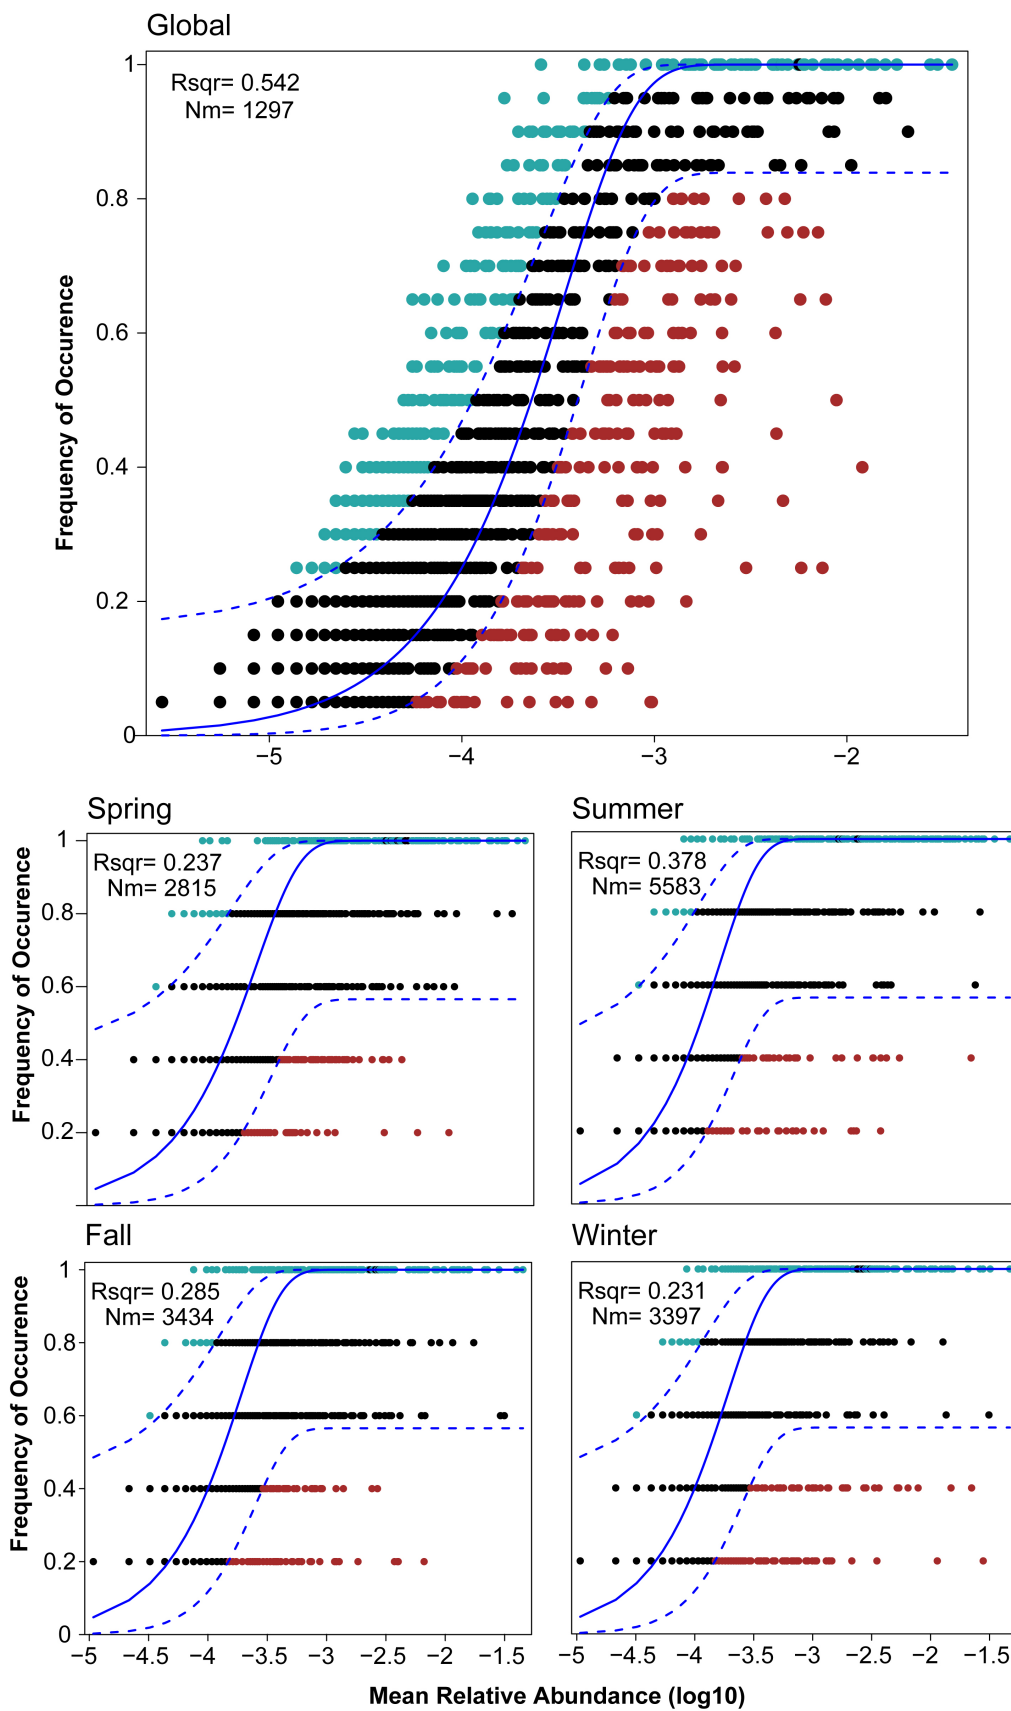 Global
Rsqr= 0.542
Nm= 1297
Frequency of Occurence
1
0.8
0.6
0.4
0.2
0
−5 −4 −3 −2
Spring
Rsqr= 0.237
Nm= 2815
Frequency of Occurence
1
0.8
0.6
0.4
0.2
Summer
Rsqr= 0.378
Nm= 5583
Fall
Rsqr= 0.285
Nm= 3434
Frequency of Occurence
1
0.8
0.6
0.4
0.2
0
−5 −4.5 −4 −3.5 −3 −2.5 −2 −1.5
Winter
Rsqr= 0.231
Nm= 3397
−5 −4.5 −4 −3.5 −3 −2.5 −2 −1.5
Mean Relative Abundance (log10)